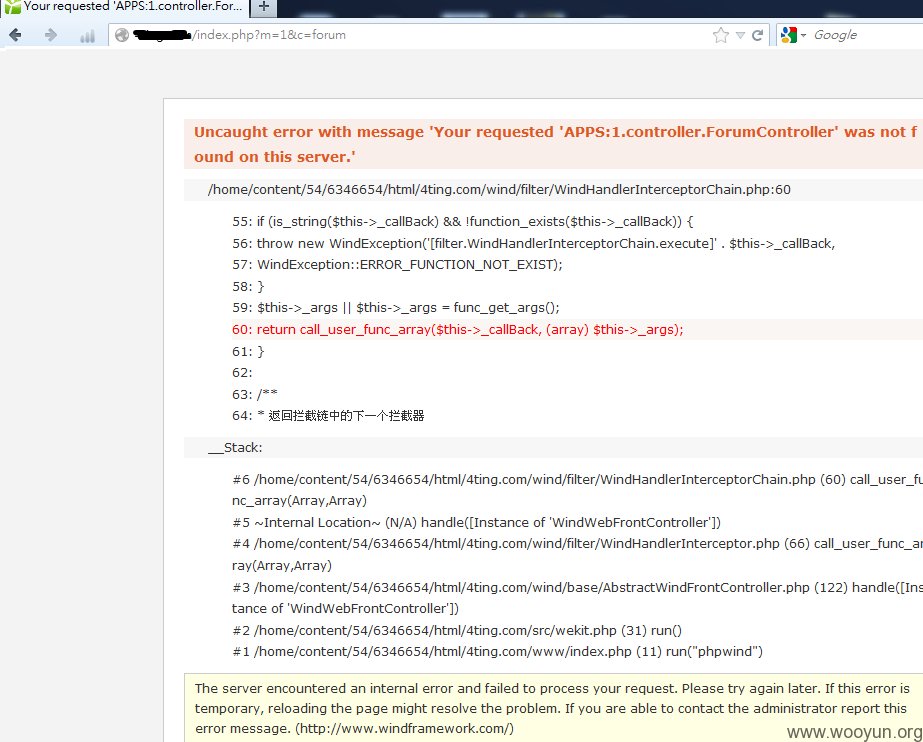 Your requested 'APPS:1.controller.For...
/index.php?m=1&c=forum
Google
Uncaught error with message 'Your requested 'APPS:1.controller.ForumController' was not f
ound on this server.'
/home/content/54/6346654/html/4ting.com/wind/filter/WindHandlerInterceptorChain.php:60
55: if (is_string($this->_callBack) && !function_exists($this->_callBack)) {
56: throw new WindException('[filter.WindHandlerInterceptorChain.execute]' . $this->_callBack,
57: WindException::ERROR_FUNCTION_NOT_EXIST);
58: }
59: $this->_args || $this->_args = func_get_args();
60: return call_user_func_array($this->_callBack, (array) $this->_args);
61: }
62:
63: /**
64: * 返回拦截链中的下一个拦截器
__Stack:
#6 /home/content/54/6346654/html/4ting.com/wind/filter/WindHandlerInterceptorChain.php (60) call_user_fu
nc_array(Array,Array)
#5 ~Internal Location~ (N/A) handle([Instance of 'WindWebFrontController'])
#4 /home/content/54/6346654/html/4ting.com/wind/filter/WindHandlerInterceptor.php (66) call_user_func_ar
ray(Array,Array)
#3 /home/content/54/6346654/html/4ting.com/wind/base/AbstractWindFrontController.php (122) handle([Ins
tance of 'WindWebFrontController'])
#2 /home/content/54/6346654/html/4ting.com/src/wekit.php (31) run()
#1 /home/content/54/6346654/html/4ting.com/www/index.php (11) run("phpwind")
The server encountered an internal error and failed to process your request. Please try again later. If this error is
temporary, reloading the page might resolve the problem. If you are able to contact the administrator report this
error message. (http://www.windframework.com/)
www.wooyun.org